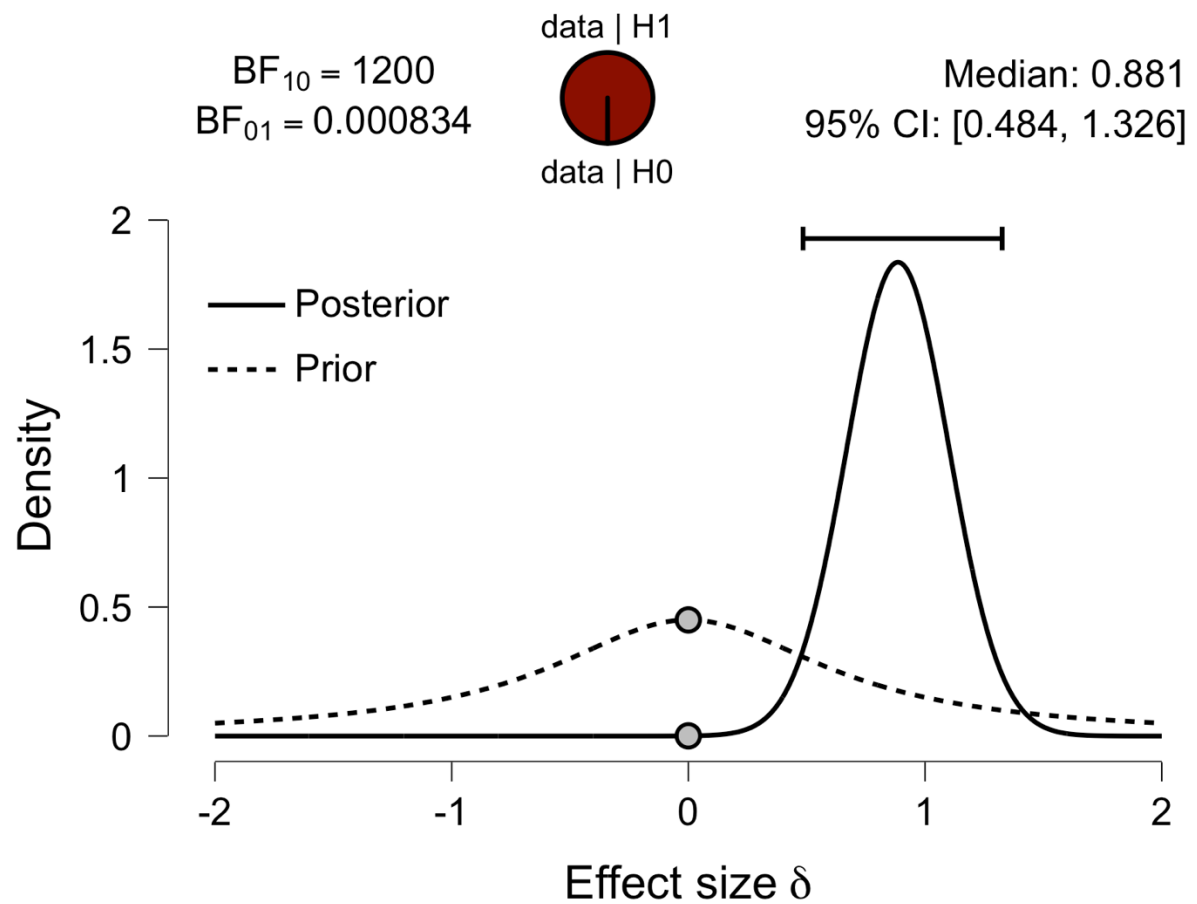 data | H1
BF10 = 1200
BF01 = 0.000834
Median: 0.881
95% CI: [0.484, 1.326]
data | H0
2
1.5
1
0.5
0
Density
Posterior
Prior
-2
-1
0
1
2
Effect size δ